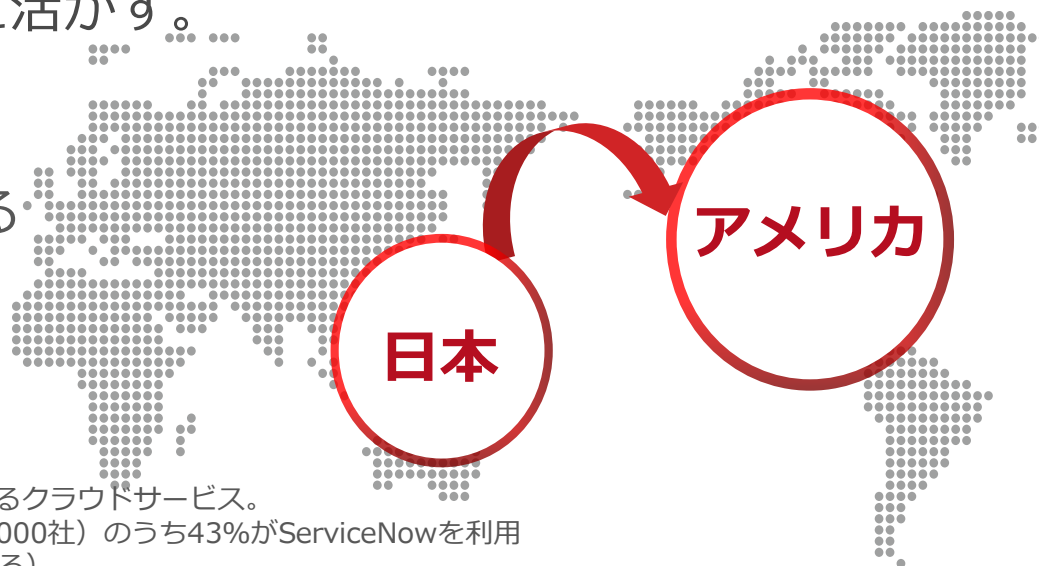 に活かす。
る
アメリカ
日本
るクラウドサービス。
000社）のうち43%がServiceNowを利用
る）